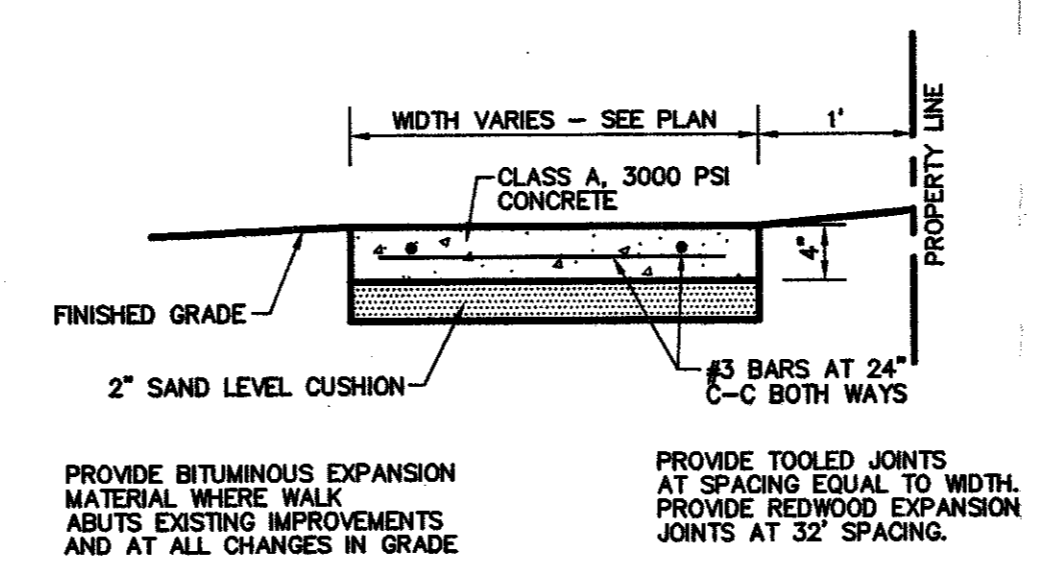 WIDTH VARIES - SEE PLAN
1'
PROPERTY LINE
CLASS A, 3000 PSI
CONCRETE
4"
FINISHED GRADE
2" SAND LEVEL CUSHION
#3 BARS AT 24"
C-C BOTH WAYS
PROVIDE BITUMINOUS EXPANSION
MATERIAL WHERE WALK
ABUTS EXISTING IMPROVEMENTS
AND AT ALL CHANGES IN GRADE
PROVIDE TOOLED JOINTS
AT SPACING EQUAL TO WIDTH.
PROVIDE REDWOOD EXPANSION
JOINTS AT 32' SPACING.